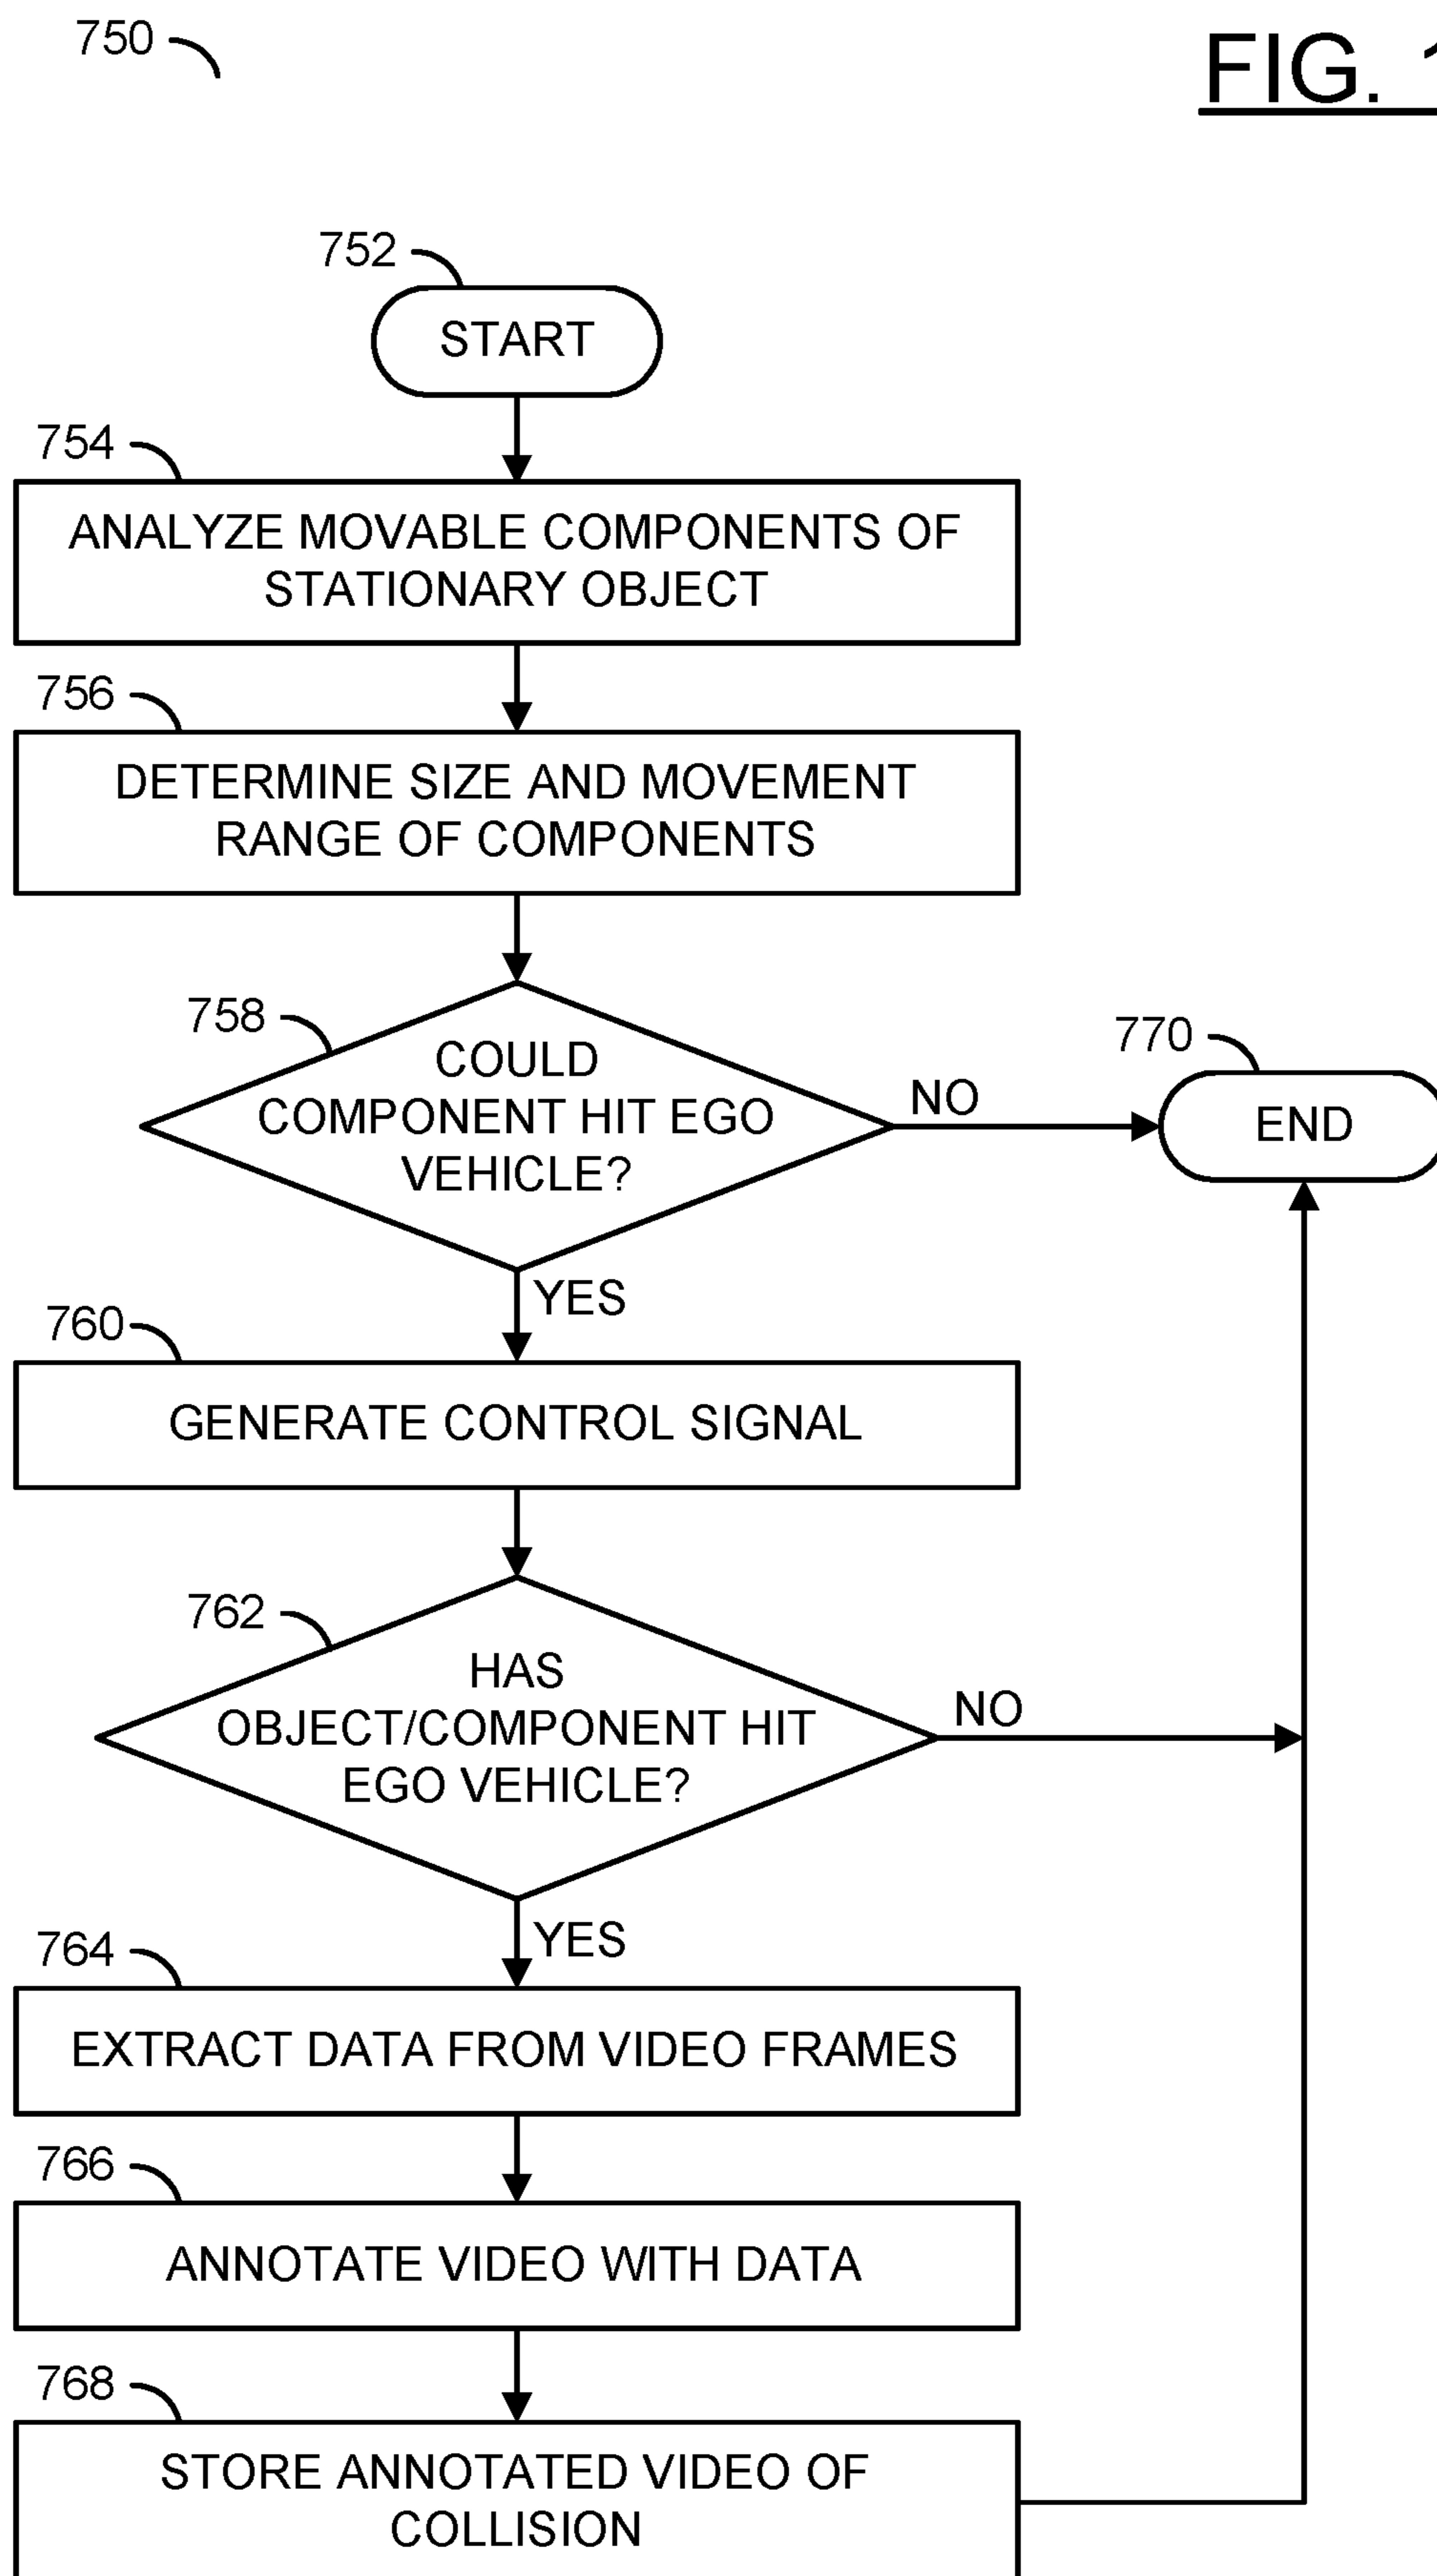 750
FIG. 1
752
START
754
ANALYZE MOVABLE COMPONENTS OF
STATIONARY OBJECT
756
DETERMINE SIZE AND MOVEMENT
RANGE OF COMPONENTS
758
COULD
COMPONENT HIT EGO
VEHICLE?
NO
770
END
YES
760
GENERATE CONTROL SIGNAL
762
HAS
OBJECT/COMPONENT HIT
EGO VEHICLE?
NO
YES
764
EXTRACT DATA FROM VIDEO FRAMES
766
ANNOTATE VIDEO WITH DATA
768
STORE ANNOTATED VIDEO OF
COLLISION